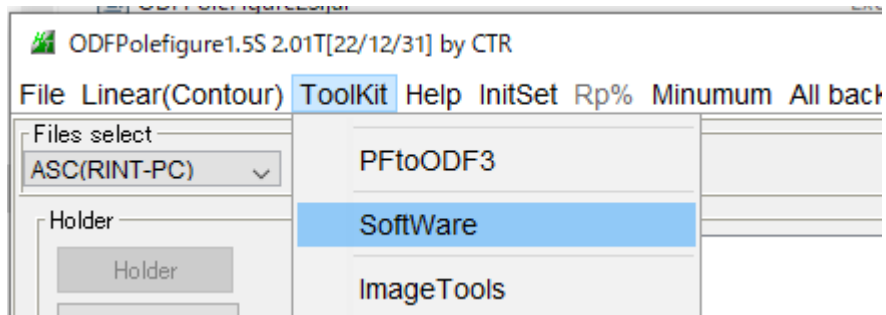 ODFPolefigure1.5S 2.01T[22/12/31] by CTR
File Linear(Contour) ToolKit Help InitSet Rp% Minumum All back
Files select
ASC(RINT-PC)
PFtoODF3
Holder
SoftWare
Holder
ImageTools